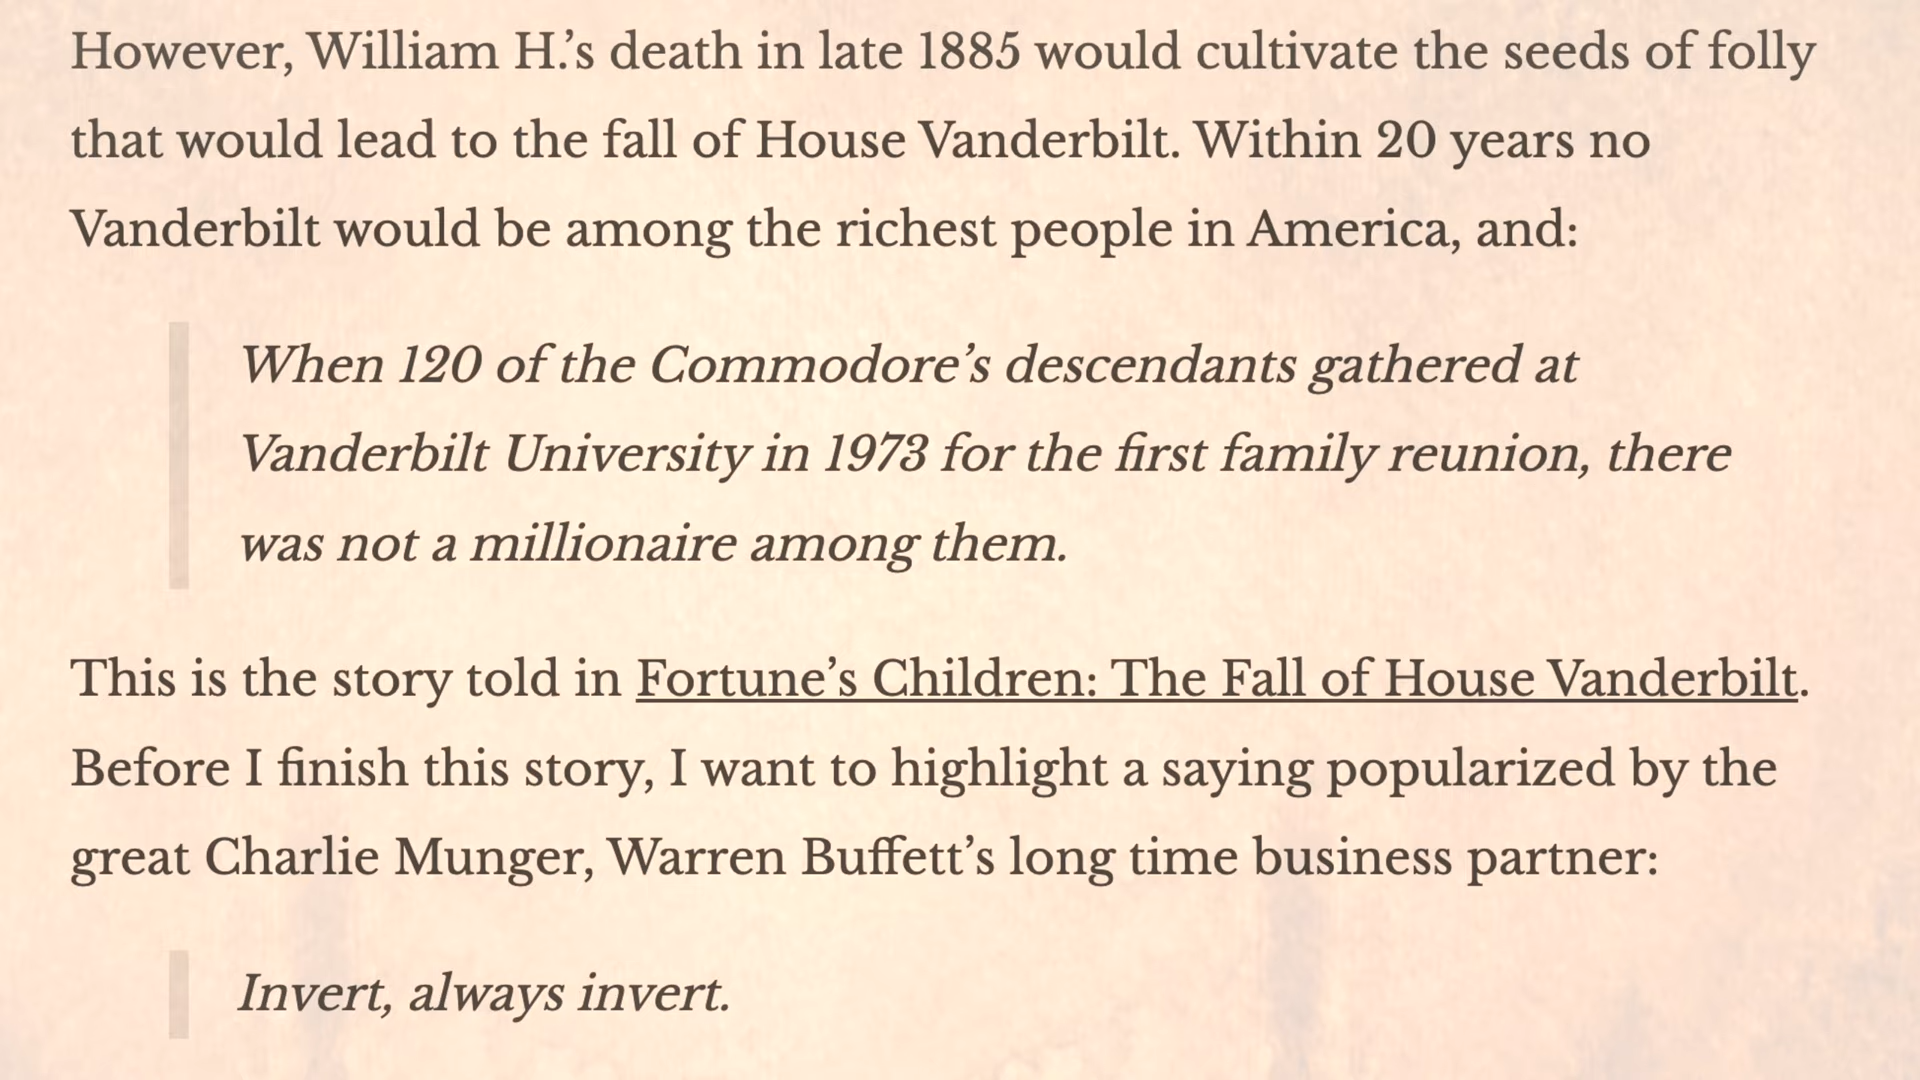 However, William H.’s death in late 1885 would cultivate the seeds of folly
that would lead to the fall of House Vanderbilt. Within 20 years no
Vanderbilt would be among the richest people in America, and:
When 120 of the Commodore’s descendants gathered at
Vanderbilt University in 1973 for the first family reunion, there
was not a millionaire among them.
This is the story told in Fortune’s Children: The Fall of House Vanderbilt.
Before I finish this story, I want to highlight a saying popularized by the
great Charlie Munger, Warren Buffett’s long time business partner:
Invert, always invert.